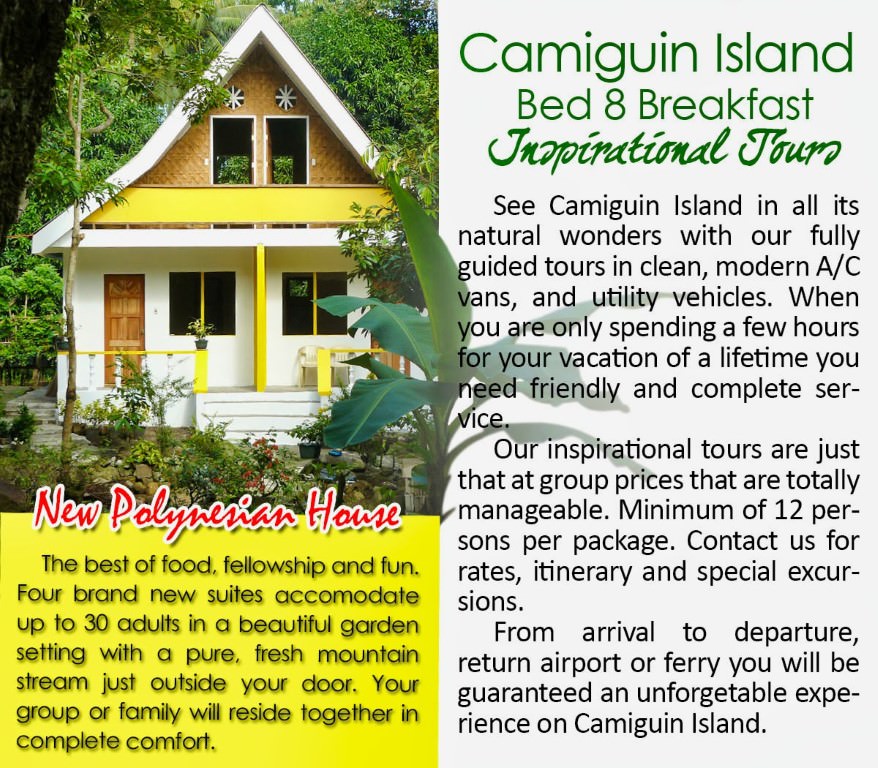 Camiguin Island
Bed 8 Breakfast
Inspirational Tours
See Camiguin Island in all its
natural wonders with our fully
guided tours in clean, modern A/C
vans, and utility vehicles. When
you are only spending a few hours
for your vacation of a lifetime you
need friendly and complete ser-
vice.
Our inspirational tours are just
that at group prices that are totally
manageable. Minimum of 12 per-
sons per package. Contact us for
rates, itinerary and special excur-
sions.
From arrival to departure,
return airport or ferry you will be
guaranteed an unforgetable expe-
rience on Camiguin Island.
New Polynesian House
The best of food, fellowship and fun.
Four brand new suites accomodate
up to 30 adults in a beautiful garden
setting with a pure, fresh mountain
stream just outside your door. Your
group or family will reside together in
complete comfort.